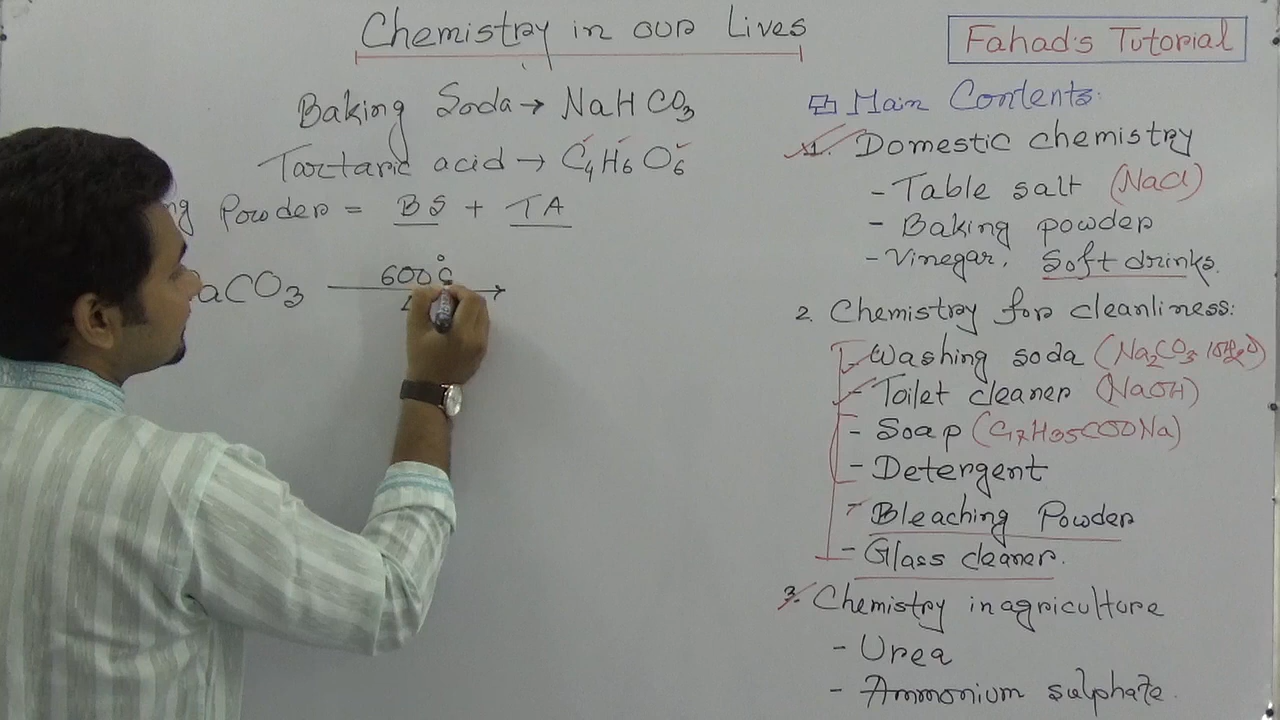 Chemistry in our Lives
Fahad's Tutorial
Baking Soda → NaHCO3
Tartaric acid → C4H6O6
ng Powder = BS + TA
aCO3 600°C →
Main Contents:
1. Domestic chemistry
- Table salt (NaCl)
- Baking powder
- Vinegar, Soft drinks.
2. Chemistry for cleanliness:
- Washing soda (Na2CO3 10H2O)
- Toilet cleaner (NaOH)
- Soap (C17H35COONa)
- Detergent
- Bleaching Powder
- Glass cleaner.
3. Chemistry in agriculture
- Urea
- Ammonium sulphate.